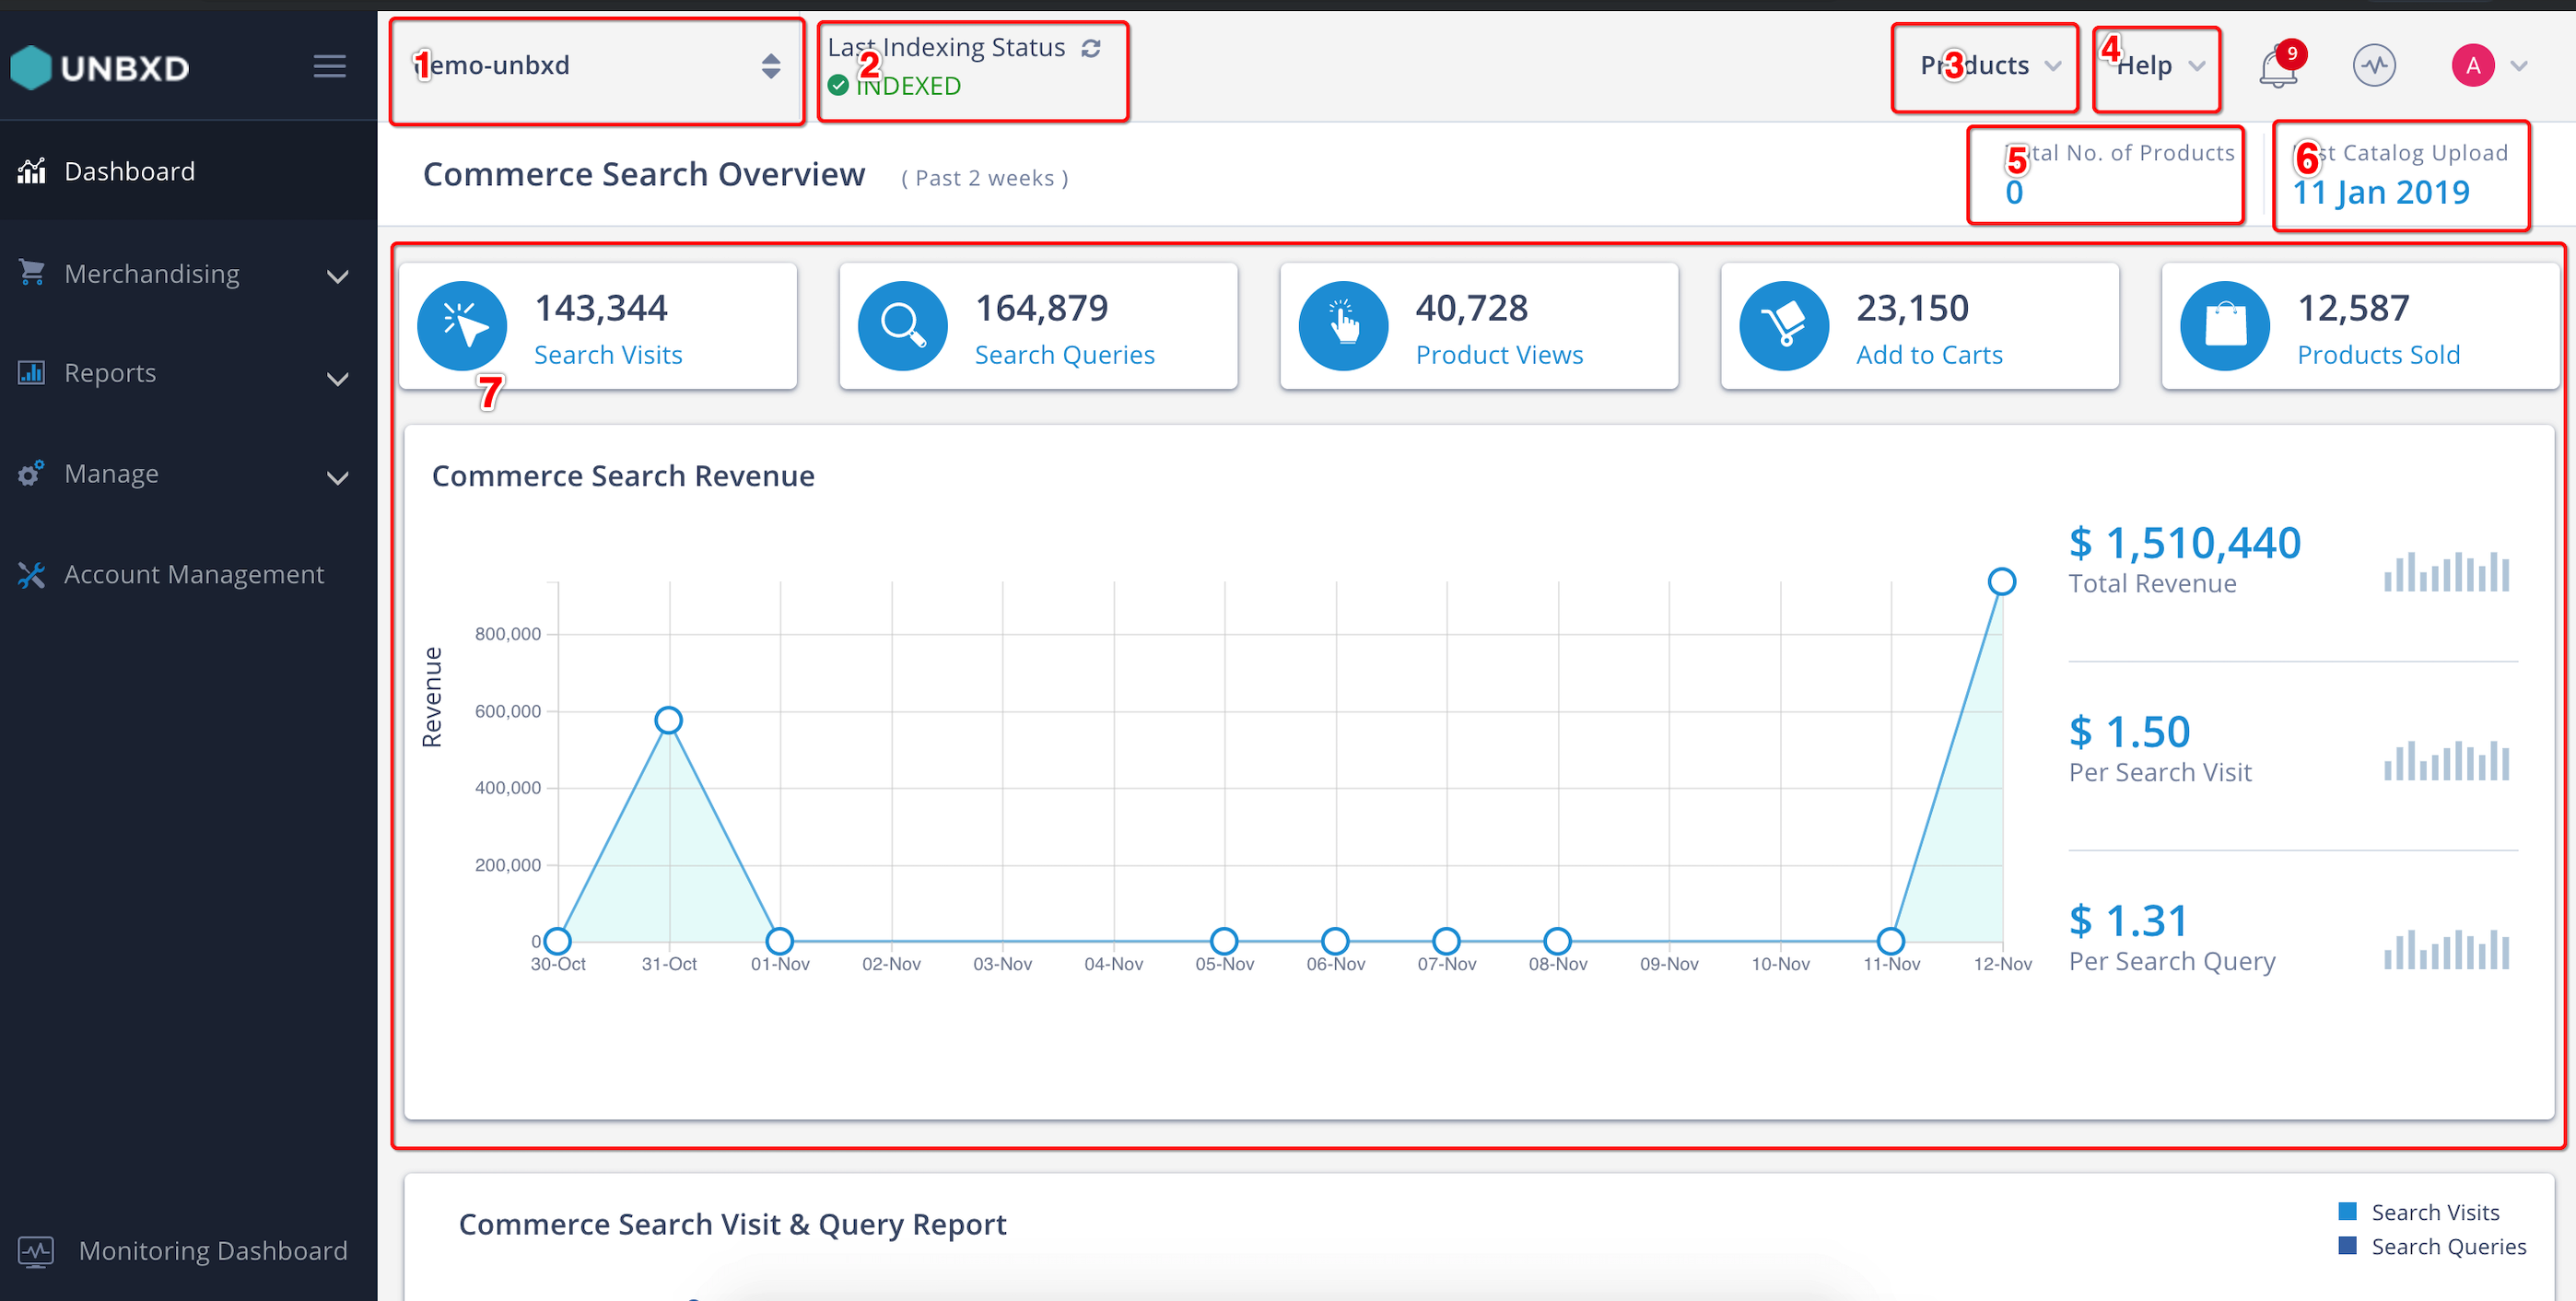 UNBXD
1
emo-unbxd
2
Last Indexing Status
INDEXED
3
Products
4
Help
9
A
Dashboard
Merchandising
Reports
Manage
Account Management
Monitoring Dashboard
Commerce Search Overview ( Past 2 weeks )
5
No. of Products
0
6
Catalog Upload
11 Jan 2019
143,344
Search Visits
164,879
Search Queries
40,728
Product Views
23,150
Add to Carts
12,587
Products Sold
7
Commerce Search Revenue
Revenue
800,000
600,000
400,000
200,000
0
30-Oct 31-Oct 01-Nov 02-Nov 03-Nov 04-Nov 05-Nov 06-Nov 07-Nov 08-Nov 09-Nov 10-Nov 11-Nov 12-Nov
$ 1,510,440
Total Revenue
$ 1.50
Per Search Visit
$ 1.31
Per Search Query
Commerce Search Visit & Query Report
Search Visits
Search Queries